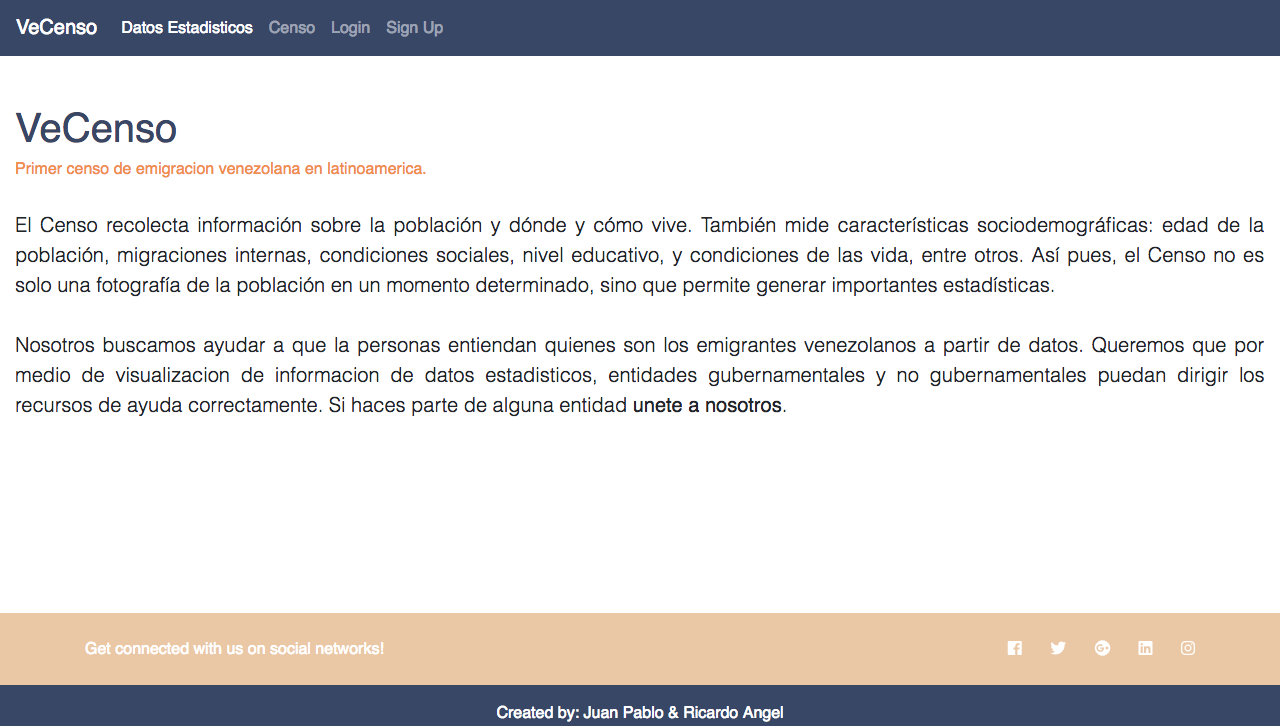 VeCenso Datos Estadisticos Censo Login Sign Up
VeCenso
Primer censo de emigracion venezolana en latinoamerica.
El Censo recolecta información sobre la población y dónde y cómo vive. También mide características sociodemográficas: edad de la
población, migraciones internas, condiciones sociales, nivel educativo, y condiciones de las vida, entre otros. Así pues, el Censo no es
solo una fotografía de la población en un momento determinado, sino que permite generar importantes estadísticas.
Nosotros buscamos ayudar a que la personas entiendan quienes son los emigrantes venezolanos a partir de datos. Queremos que por
medio de visualizacion de informacion de datos estadisticos, entidades gubernamentales y no gubernamentales puedan dirigir los
recursos de ayuda correctamente. Si haces parte de alguna entidad unete a nosotros.
Get connected with us on social networks!
Created by: Juan Pablo & Ricardo Angel